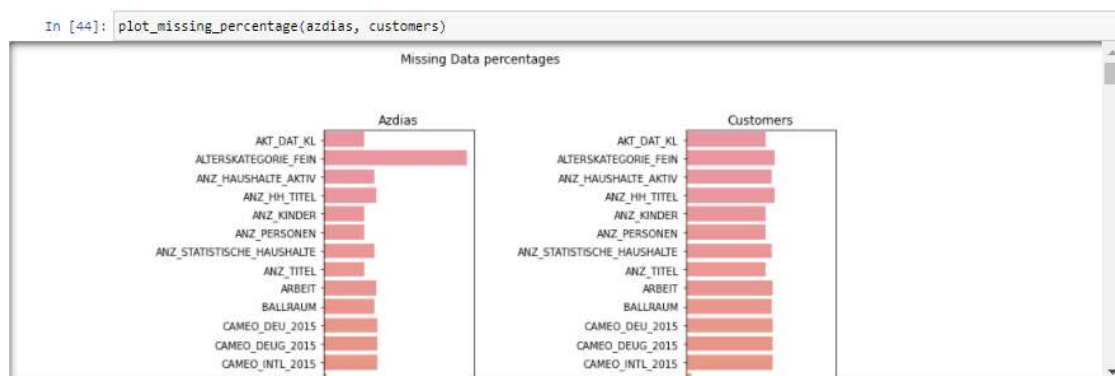 In [44]: plot_missing_percentage(azdias, customers)
Missing Data percentages
Azdias
AKT_DAT_KL
ALTERSKATEGORIE_FEIN
ANZ_HAUSHALTE_AKTIV
ANZ_HH_TITEL
ANZ_KINDER
ANZ_PERSONEN
ANZ_STATISTISCHE_HAUSHALTE
ANZ_TITEL
ARBEIT
BALLRAUM
CAMEO_DEU_2015
CAMEO_DEUG_2015
CAMEO_INTL_2015
Customers
AKT_DAT_KL
ALTERSKATEGORIE_FEIN
ANZ_HAUSHALTE_AKTIV
ANZ_HH_TITEL
ANZ_KINDER
ANZ_PERSONEN
ANZ_STATISTISCHE_HAUSHALTE
ANZ_TITEL
ARBEIT
BALLRAUM
CAMEO_DEU_2015
CAMEO_DEUG_2015
CAMEO_INTL_2015